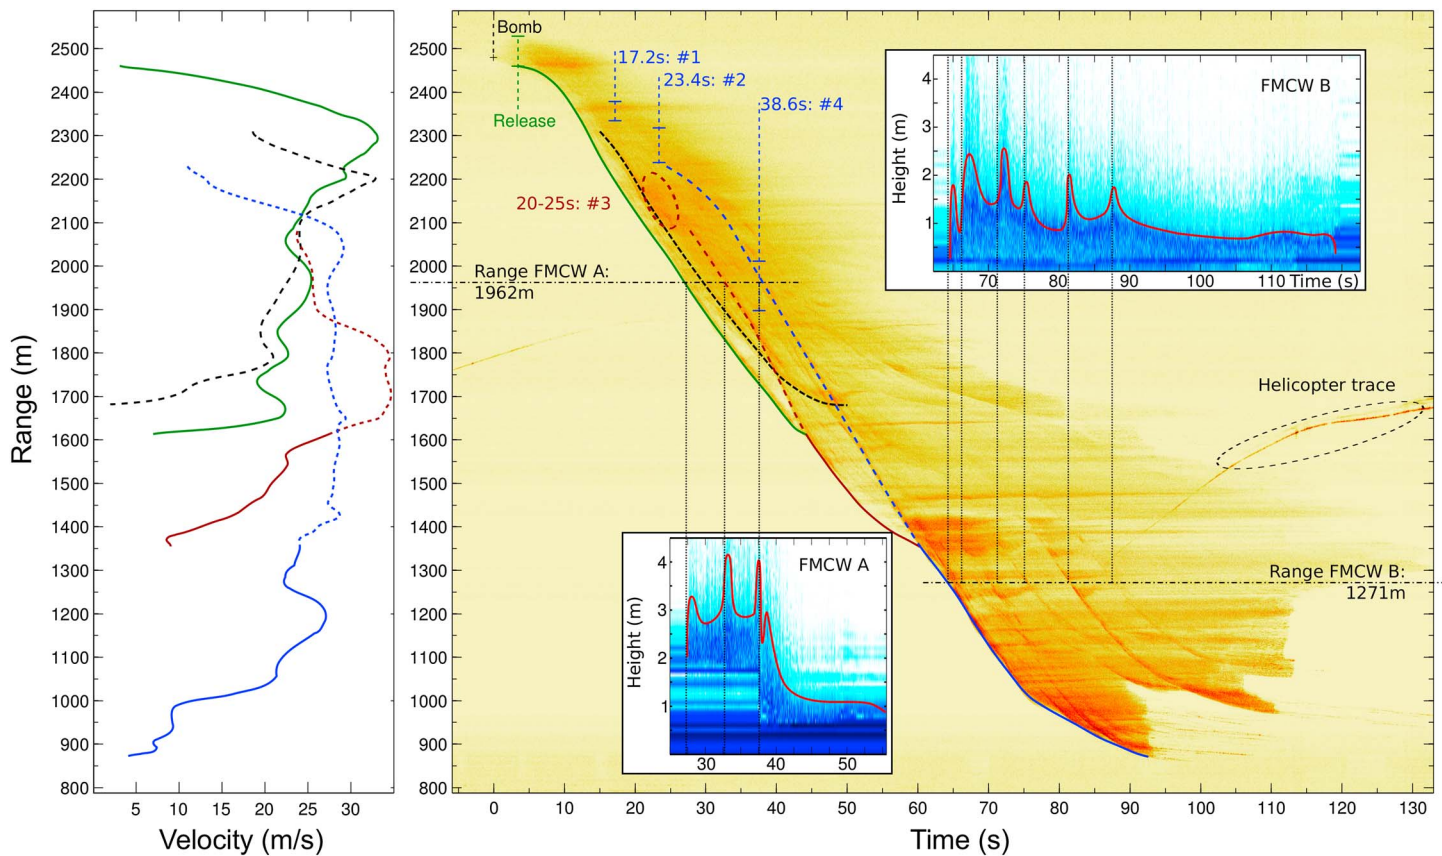 2500
2400
2300
2200
2100
2000
1900
1800
1700
1600
1500
1400
1300
1200
1100
1000
900
800
Range (m)
5 10 15 20 25 30
Velocity (m/s)
2500
2400
2300
2200
2100
2000
1900
1800
1700
1600
1500
1400
1300
1200
1100
1000
900
800
Bomb
Release
17.2s: #1
23.4s: #2
38.6s: #4
20-25s: #3
Range FMCW A:
1962m
FMCW B
Height (m)
4
3
2
1
70 80 90 100 110 Time (s)
Helicopter trace
Range FMCW B:
1271m
FMCW A
Height (m)
4
3
2
1
30 40 50
0 10 20 30 40 50 60 70 80 90 100 110 120 130
Time (s)